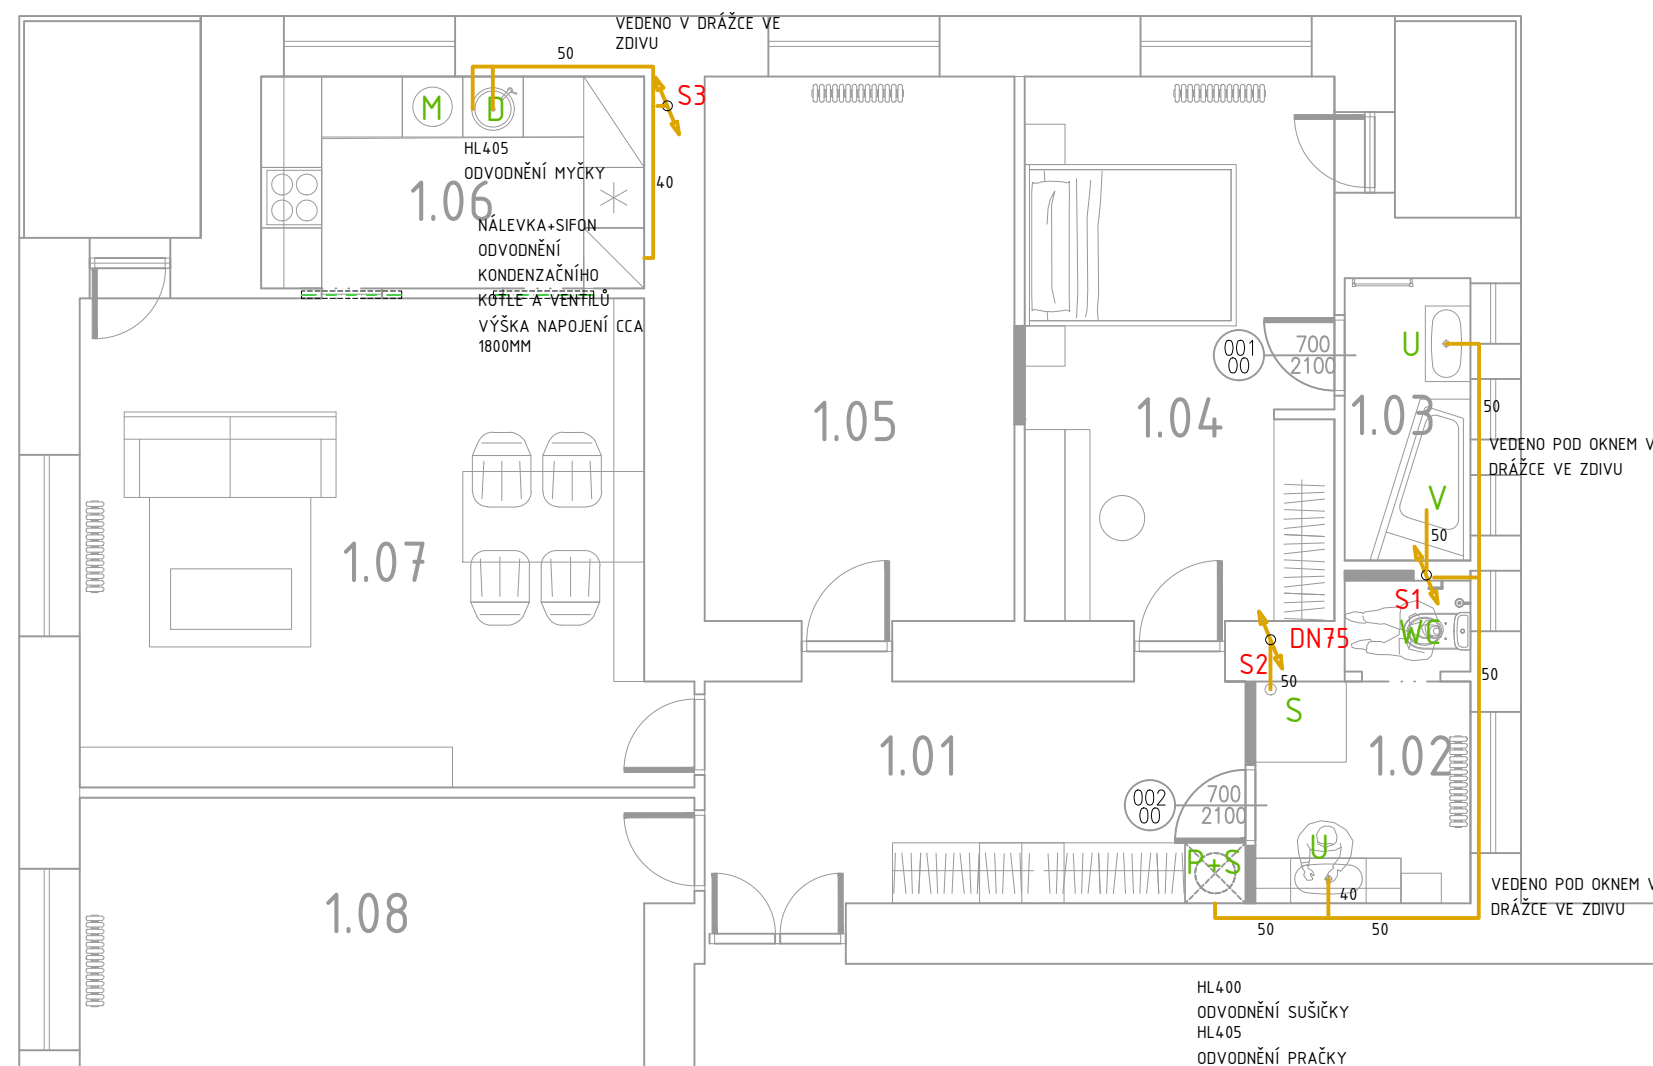 VEDENO V DRÁŽCE VE
ZDIVU
50
S3
M
D
HL405
ODVODNĚNÍ MYČKY
40
1.06
NÁLEVKA+SIFON
ODVODNĚNÍ
KONDENZAČNÍHO
KOTLE A VENTILŮ
VÝŠKA NAPOJENÍ CCA
1800MM
001
00
700
2100
U
1.05
1.04
1.03
50
VEDENO POD OKNEM V
DRÁŽCE VE ZDIVU
V
50
1.07
S1
WC
DN75
S2
50
50
S
1.01
1.02
002
00
700
2100
U
P+S
1.08
40
VEDENO POD OKNEM V
DRÁŽCE VE ZDIVU
50
50
HL400
ODVODNĚNÍ SUŠIČKY
HL405
ODVODNĚNÍ PRAČKY